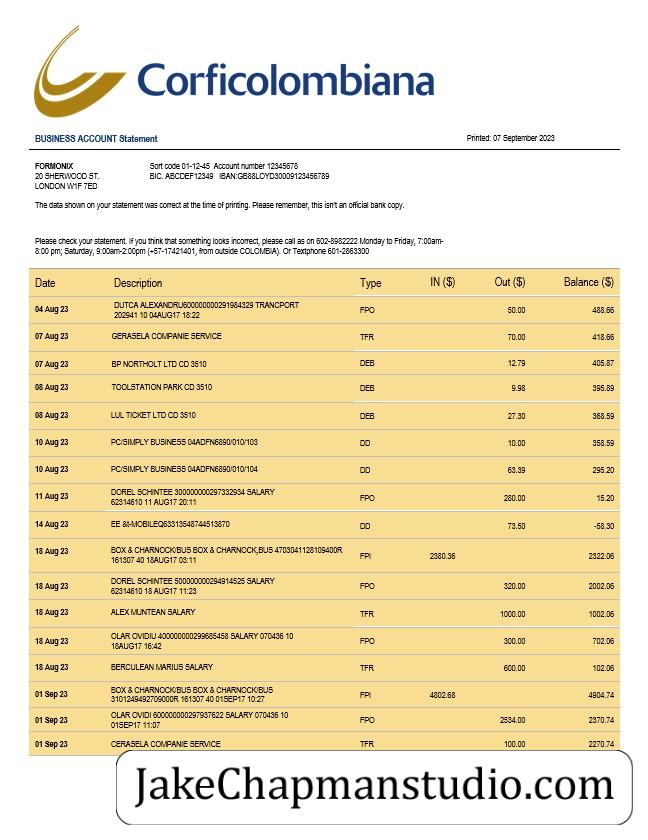 Corficolombiana
BUSINESS ACCOUNT Statement Printed: 07 September 2023
FORMONIX Sort code 01-12-45 Account number 12345678
20 SHERWOOD ST. BIC. ABCDEF12349 IBAN:GB88LOYD30009123456789
LONDON W1F 7ED
The data shown on your statement was correct at the time of printing. Please remember, this isn't an official bank copy.
Please check your statement. If you think that something looks incorrect, please call as on 602-8982222 Monday to Friday, 7:00am-
8:00 pm; Saturday, 9:00am-2:00pm (+57-17421401, from outside COLOMBIA). Or Textphone 601-2863300
Date Description Type IN ($) Out ($) Balance ($)
04 Aug 23 DUTCA ALEXANDRU600000000291984329 TRANCPORT FPO 50.00 488.66
202941 10 04AUG17 18:22
07 Aug 23 GERASELA COMPANIE SERVICE TFR 70.00 418.66
07 Aug 23 BP NORTHOLT LTD CD 3510 DEB 12.79 405.87
08 Aug 23 TOOLSTATION PARK CD 3510 DEB 9.98 395.89
08 Aug 23 LUL TICKET LTD CD 3510 DEB 27.30 368.59
10 Aug 23 PC/SIMPLY BUSINESS 04ADFN6890/010/103 DD 10.00 358.59
10 Aug 23 PC/SIMPLY BUSINESS 04ADFN6890/010/104 DD 63.39 295.20
11 Aug 23 DOREL SCHINTEE 300000000297332934 SALARY FPO 280.00 15.20
62314610 11 AUG17 20:11
14 Aug 23 EE &t-MOBILEQ63313548744513870 DD 73.50 -58.30
18 Aug 23 BOX & CHARNOCK/BUS BOX & CHARNOCK,BUS 4703041128109400R FPI 2380.36 2322.06
161307 40 18AUG17 03:11
18 Aug 23 DOREL SCHINTEE 500000000294914525 SALARY FPO 320.00 2002.06
62314610 18 AUG17 11:23
18 Aug 23 ALEX MUNTEAN SALARY TFR 1000.00 1002.06
18 Aug 23 OLAR OVIDIU 400000000299685458 SALARY 070436 10 FPO 300.00 702.06
18AUG17 16:42
18 Aug 23 BERCULEAN MARIUS SALARY TFR 600.00 102.06
01 Sep 23 BOX & CHARNOCK/BUS BOX & CHARNOCK/BUS FPI 4802.68 4904.74
3101249492709000R 161307 40 01SEP17 10:27
01 Sep 23 OLAR OVIDI 600000000297937622 SALARY 070436 10 FPO 2534.00 2370.74
01SEP17 11:07
01 Sep 23 CERASELA COMPANIE SERVICE TFR 100.00 2270.74
JakeChapmanstudio.com